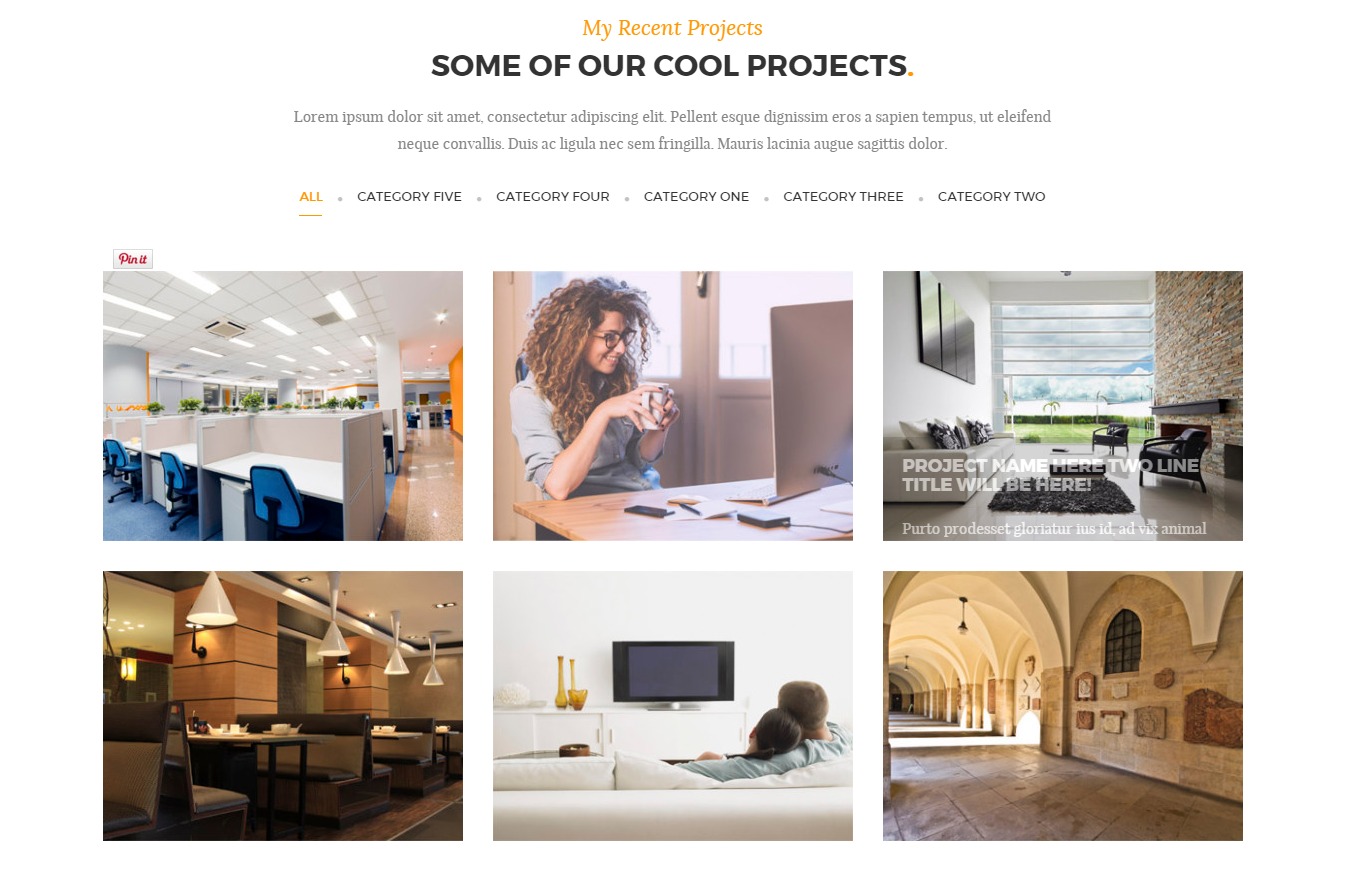 My Recent Projects
SOME OF OUR COOL PROJECTS.
Lorem ipsum dolor sit amet, consectetur adipiscing elit. Pellent esque dignissim eros a sapien tempus, ut eleifend
neque convallis. Duis ac ligula nec sem fringilla. Mauris lacinia augue sagittis dolor.
ALL • CATEGORY FIVE • CATEGORY FOUR • CATEGORY ONE • CATEGORY THREE • CATEGORY TWO
Pin it
PROJECT NAME HERE TWO LINE
TITLE WILL BE HERE!
Purto prodesset gloriatur ius id, ad vix animal